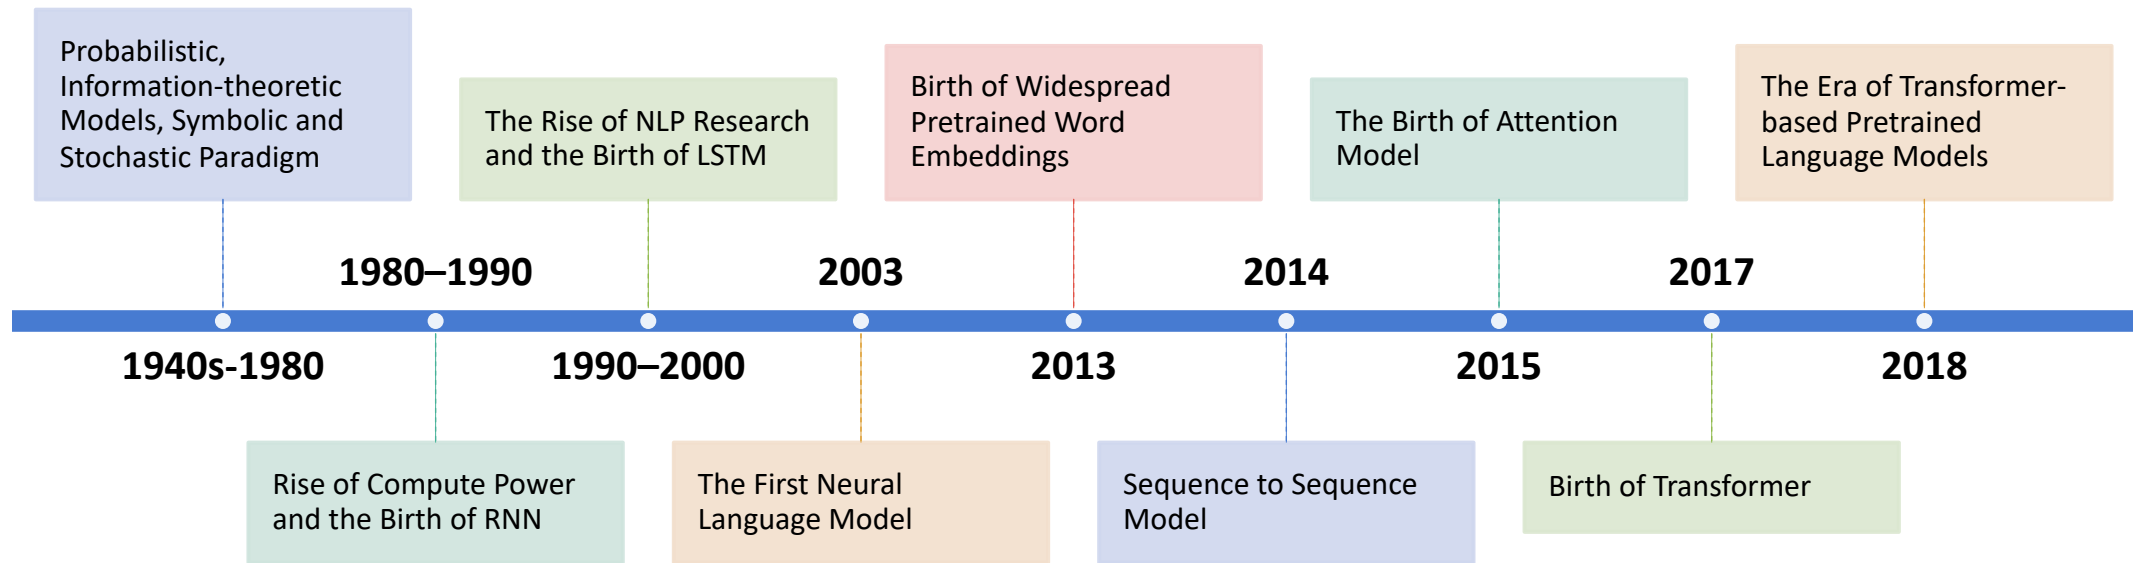 Probabilistic,
Information-theoretic
Models, Symbolic and
Stochastic Paradigm
The Rise of NLP Research
and the Birth of LSTM
Birth of Widespread
Pretrained Word
Embeddings
The Birth of Attention
Model
The Era of Transformer-
based Pretrained
Language Models
1980–1990
2003
2014
2017
1940s-1980
1990–2000
2013
2015
2018
Rise of Compute Power
and the Birth of RNN
The First Neural
Language Model
Sequence to Sequence
Model
Birth of Transformer